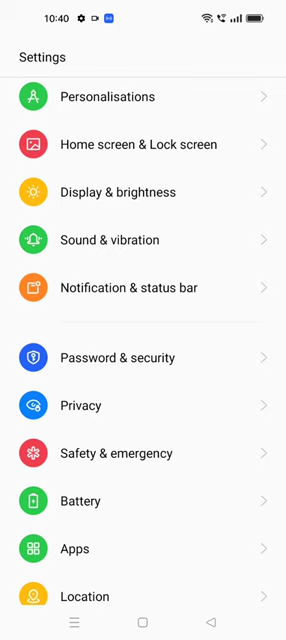 10:40
Settings
Personalisations
Home screen & Lock screen
Display & brightness
Sound & vibration
Notification & status bar
Password & security
Privacy
Safety & emergency
Battery
Apps
Location